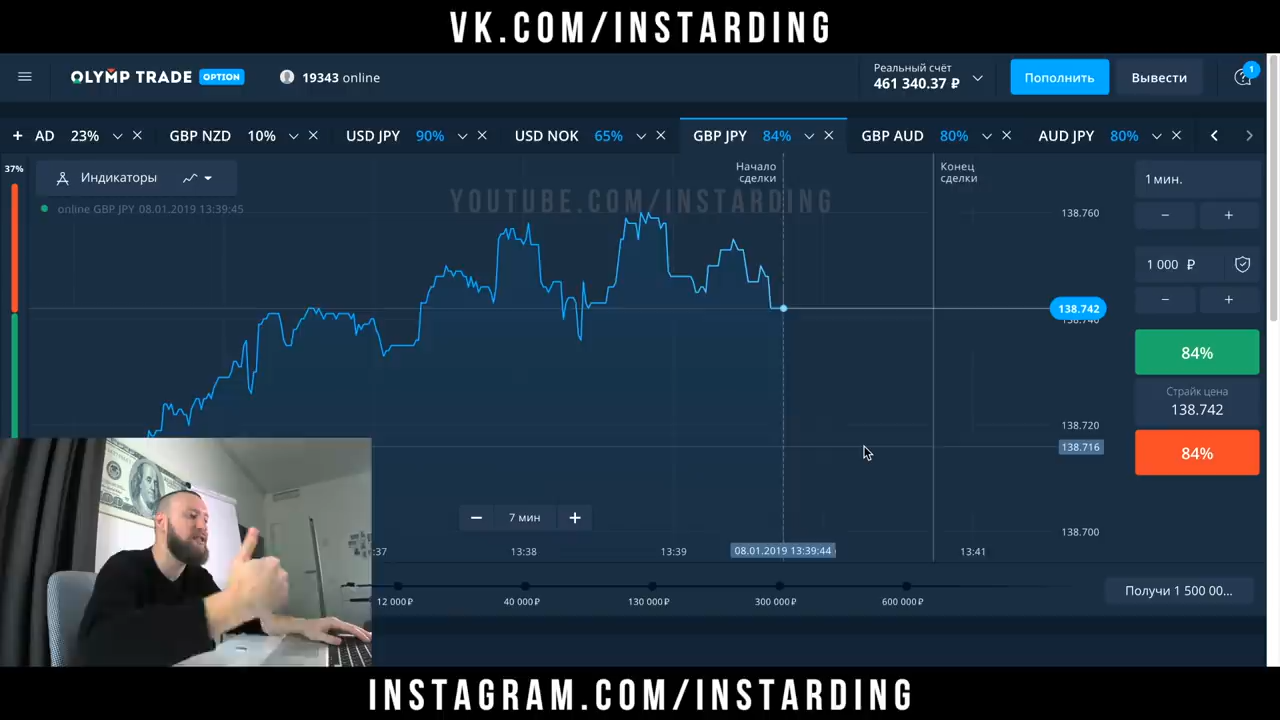 VK.COM/INSTARDING
OLYMP TRADE OPTION
19343 online
Реальный счёт
461 340.37 ₽
Пополнить
Вывести
1
+ AD 23%
GBP NZD 10%
USD JPY 90%
USD NOK 65%
GBP JPY 84%
GBP AUD 80%
AUD JPY 80%
37%
Индикаторы
online GBP JPY 08.01.2019 13:39:45
YOUTUBE.COM/INSTARDING
Начало
сделки
Конец
сделки
1 мин.
− +
1 000 ₽
− +
138.760
138.742
138.740
138.720
138.716
138.700
84%
Страйк цена
138.742
84%
− 7 мин +
:37
13:38
13:39
08.01.2019 13:39:44
13:41
12 000 ₽
40 000 ₽
130 000 ₽
300 000 ₽
600 000 ₽
Получи 1 500 00...
INSTAGRAM.COM/INSTARDING